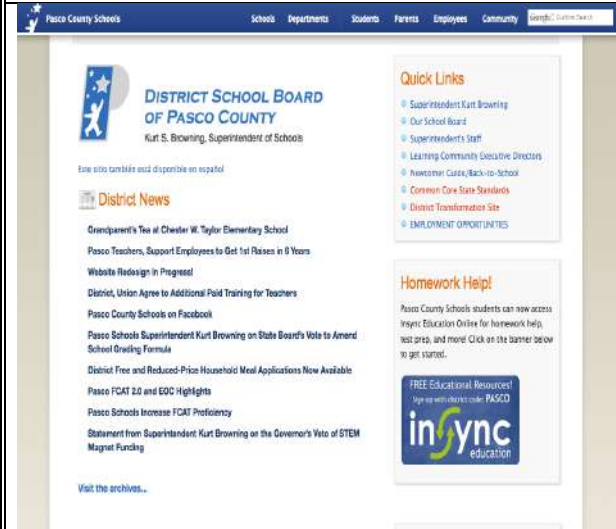 Pasco County Schools
Schools Departments Students Parents Employees Community
Custom Search
DISTRICT SCHOOL BOARD
OF PASCO COUNTY
Kurt S. Browning, Superintendent of Schools
Este sitio también está disponible en español
District News
Grandparent's Tea at Chester W. Taylor Elementary School
Pasco Teachers, Support Employees to Get 1st Raises in 6 Years
Website Redesign in Progress!
District, Union Agree to Additional Paid Training for Teachers
Pasco County Schools on Facebook
Pasco Schools Superintendent Kurt Browning on State Board's Vote to Amend
School Grading Formula
District Free and Reduced-Price Household Meal Applications Now Available
Pasco FCAT 2.0 and EOC Highlights
Pasco Schools Increase FCAT Proficiency
Statement from Superintendent Kurt Browning on the Governor's Veto of STEM
Magnet Funding
Visit the archives...
Quick Links
Superintendent Kurt Browning
Our School Board
Superintendent's Staff
Learning Community Executive Directors
Newcomer Guide/Back-to-School
Common Core State Standards
District Transformation Site
EMPLOYMENT OPPORTUNITIES
Homework Help!
Pasco County Schools students can now access
Insync Education Online for homework help,
test prep, and more! Click on the banner below
to get started.
FREE Educational Resources!
Sign up with district code: PASCO
insync
education